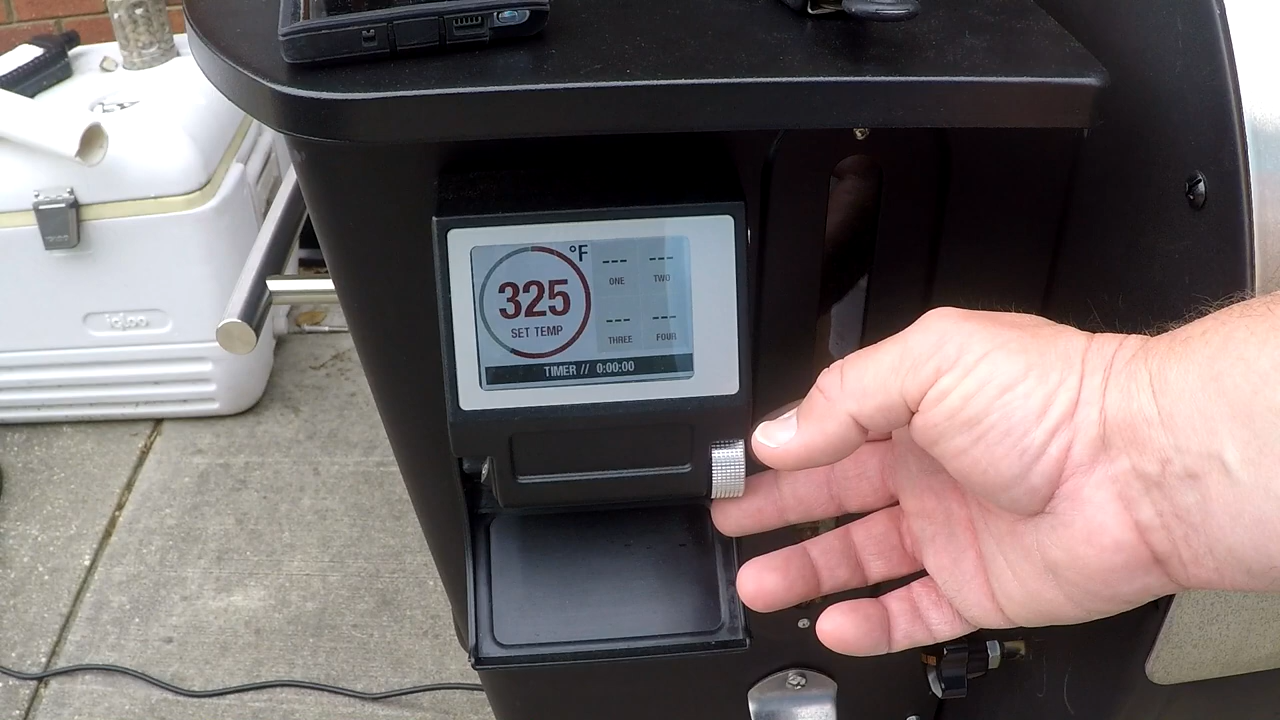 °F
325
SET TEMP
---
ONE
---
TWO
---
THREE
---
FOUR
TIMER // 0:00:00
igloo